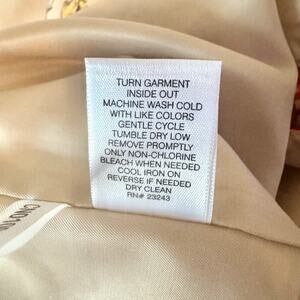 TURN GARMENT
INSIDE OUT
MACHINE WASH COLD
WITH LIKE COLORS
GENTLE CYCLE
TUMBLE DRY LOW
REMOVE PROMPTLY
ONLY NON-CHLORINE
BLEACH WHEN NEEDED
COOL IRON ON
REVERSE IF NEEDED
DRY CLEAN
RN# 23243